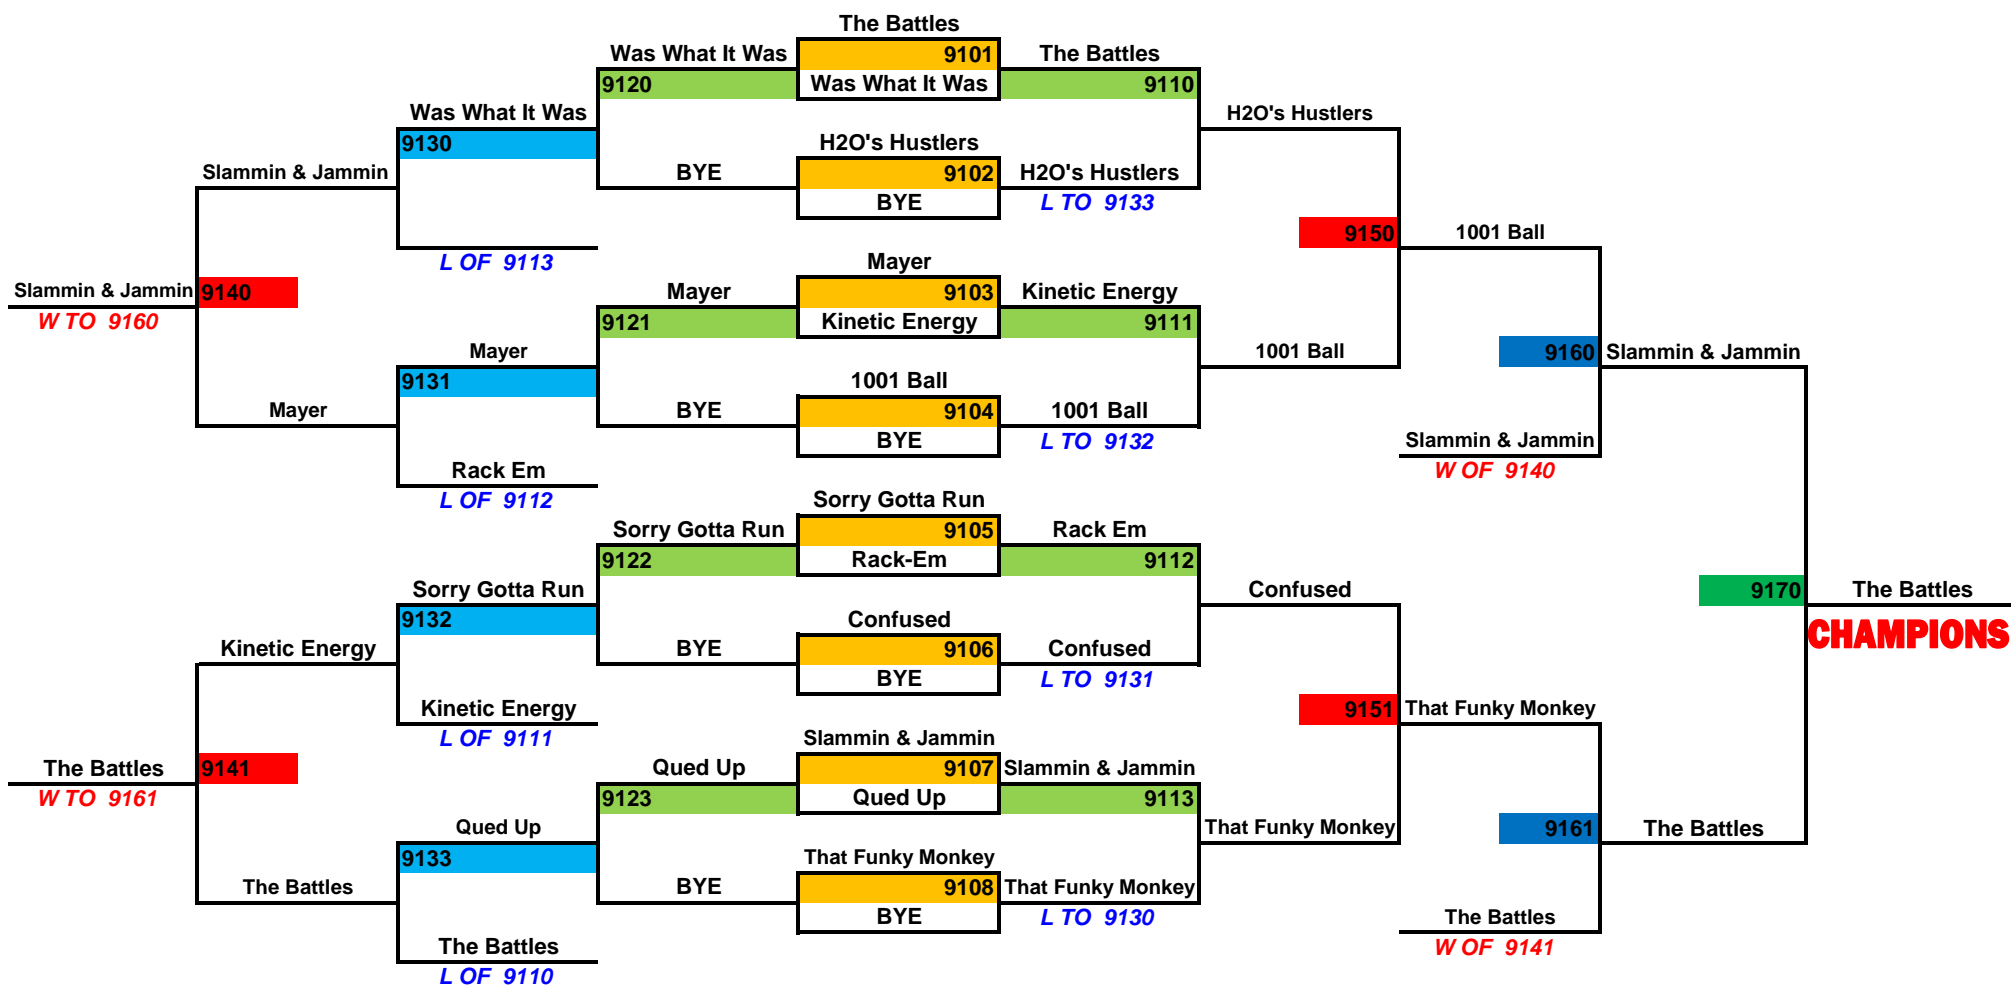 The Battles
Was What It Was 9101 The Battles
9120 Was What It Was 9110
Was What It Was H2O's Hustlers
9130 H2O's Hustlers
Slammin & Jammin BYE 9102 H2O's Hustlers
BYE L TO 9133
9150 1001 Ball
L OF 9113 Mayer
Slammin & Jammin 9140 Mayer 9103 Kinetic Energy
W TO 9160 9121 Kinetic Energy 9111
Mayer 1001 Ball 9160 Slammin & Jammin
9131 1001 Ball
Mayer BYE 9104 1001 Ball
BYE L TO 9132 Slammin & Jammin
Rack Em W OF 9140
L OF 9112 Sorry Gotta Run
Sorry Gotta Run 9105 Rack Em
9122 Rack-Em 9112
Sorry Gotta Run Confused 9170 The Battles
9132 Confused CHAMPIONS
Kinetic Energy BYE 9106 Confused
BYE L TO 9131
Kinetic Energy 9151 That Funky Monkey
L OF 9111 Slammin & Jammin
The Battles 9141 Qued Up 9107 Slammin & Jammin
W TO 9161 9123 Qued Up 9113
Qued Up That Funky Monkey 9161 The Battles
9133 That Funky Monkey
The Battles BYE 9108 That Funky Monkey
BYE L TO 9130 The Battles
The Battles W OF 9141
L OF 9110